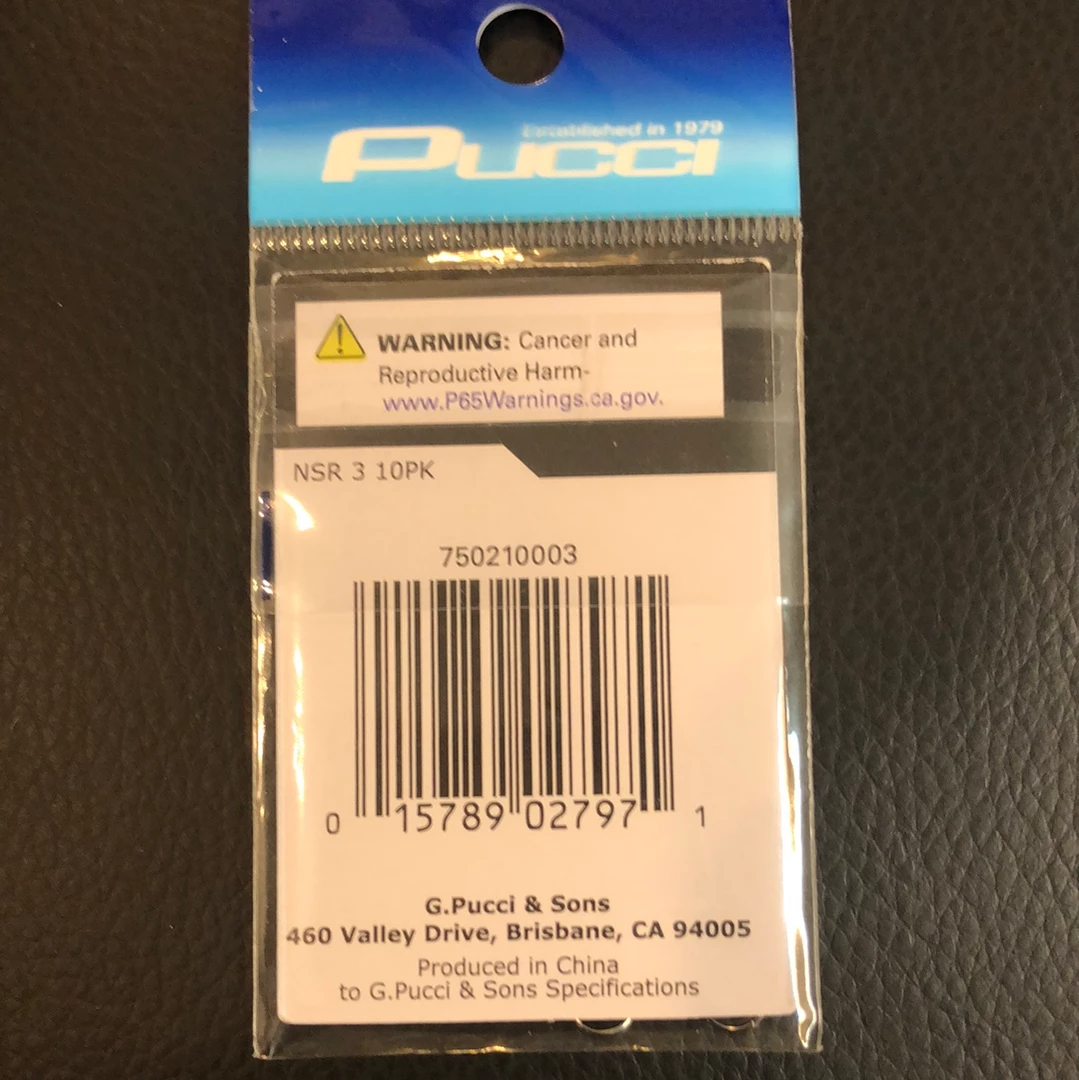 Established in 1979
Pucci
WARNING: Cancer and
Reproductive Harm-
www.P65Warnings.ca.gov.
NSR 3 10PK
750210003
0 15789 02797 1
G.Pucci & Sons
460 Valley Drive, Brisbane, CA 94005
Produced in China
to G.Pucci & Sons Specifications